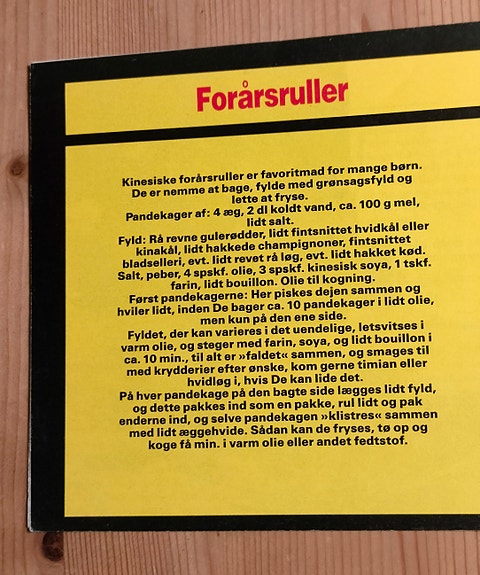 Forårsruller
Kinesiske forårsruller er favoritmad for mange børn.
De er nemme at bage, fylde med grønsagsfyld og
lette at fryse.
Pandekager af: 4 æg, 2 dl koldt vand, ca. 100 g mel,
lidt salt.
Fyld: Rå revne gulerødder, lidt fintsnittet hvidkål eller
kinakål, lidt hakkede champignoner, fintsnittet
bladselleri, evt. lidt revet rå løg, evt. lidt hakket kød.
Salt, peber, 4 spskf. olie, 3 spskf. kinesisk soya, 1 tskf.
farin, lidt bouillon. Olie til kogning.
Først pandekagerne: Her piskes dejen sammen og
hviler lidt, inden De bager ca. 10 pandekager i lidt olie,
men kun på den ene side.
Fyldet, der kan varieres i det uendelige, letsvitses i
varm olie, og steger med farin, soya, og lidt bouillon i
ca. 10 min., til alt er »faldet« sammen, og smages til
med krydderier efter ønske, kom gerne timian eller
hvidløg i, hvis De kan lide det.
På hver pandekage på den bagte side lægges lidt fyld,
og dette pakkes ind som en pakke, rul lidt og pak
enderne ind, og selve pandekagen »klistres« sammen
med lidt æggehvide. Sådan kan de fryses, tø op og
koge få min. i varm olie eller andet fedtstof.